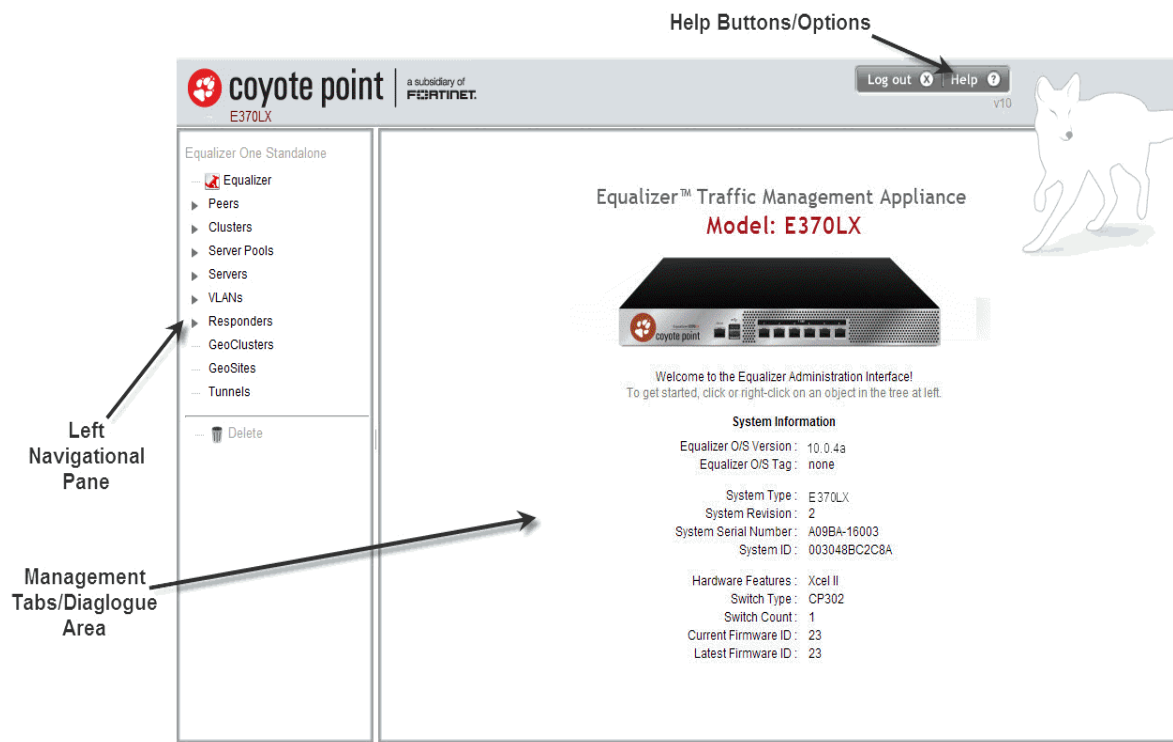 Help Buttons/Options
coyote point
a subsidiary of
FORTINET.
E370LX
Log out X Help ?
v10
Equalizer One Standalone
Equalizer
Peers
Clusters
Server Pools
Servers
VLANs
Responders
GeoClusters
GeoSites
Tunnels
Delete
Left
Navigational
Pane
Management
Tabs/Diaglogue
Area
Equalizer™ Traffic Management Appliance
Model: E370LX
coyote point
Welcome to the Equalizer Administration Interface!
To get started, click or right-click on an object in the tree at left.
System Information
Equalizer O/S Version : 10.0.4a
Equalizer O/S Tag : none
System Type : E370LX
System Revision : 2
System Serial Number : A09BA-16003
System ID : 003048BC2C8A
Hardware Features : Xcel II
Switch Type : CP302
Switch Count : 1
Current Firmware ID : 23
Latest Firmware ID : 23